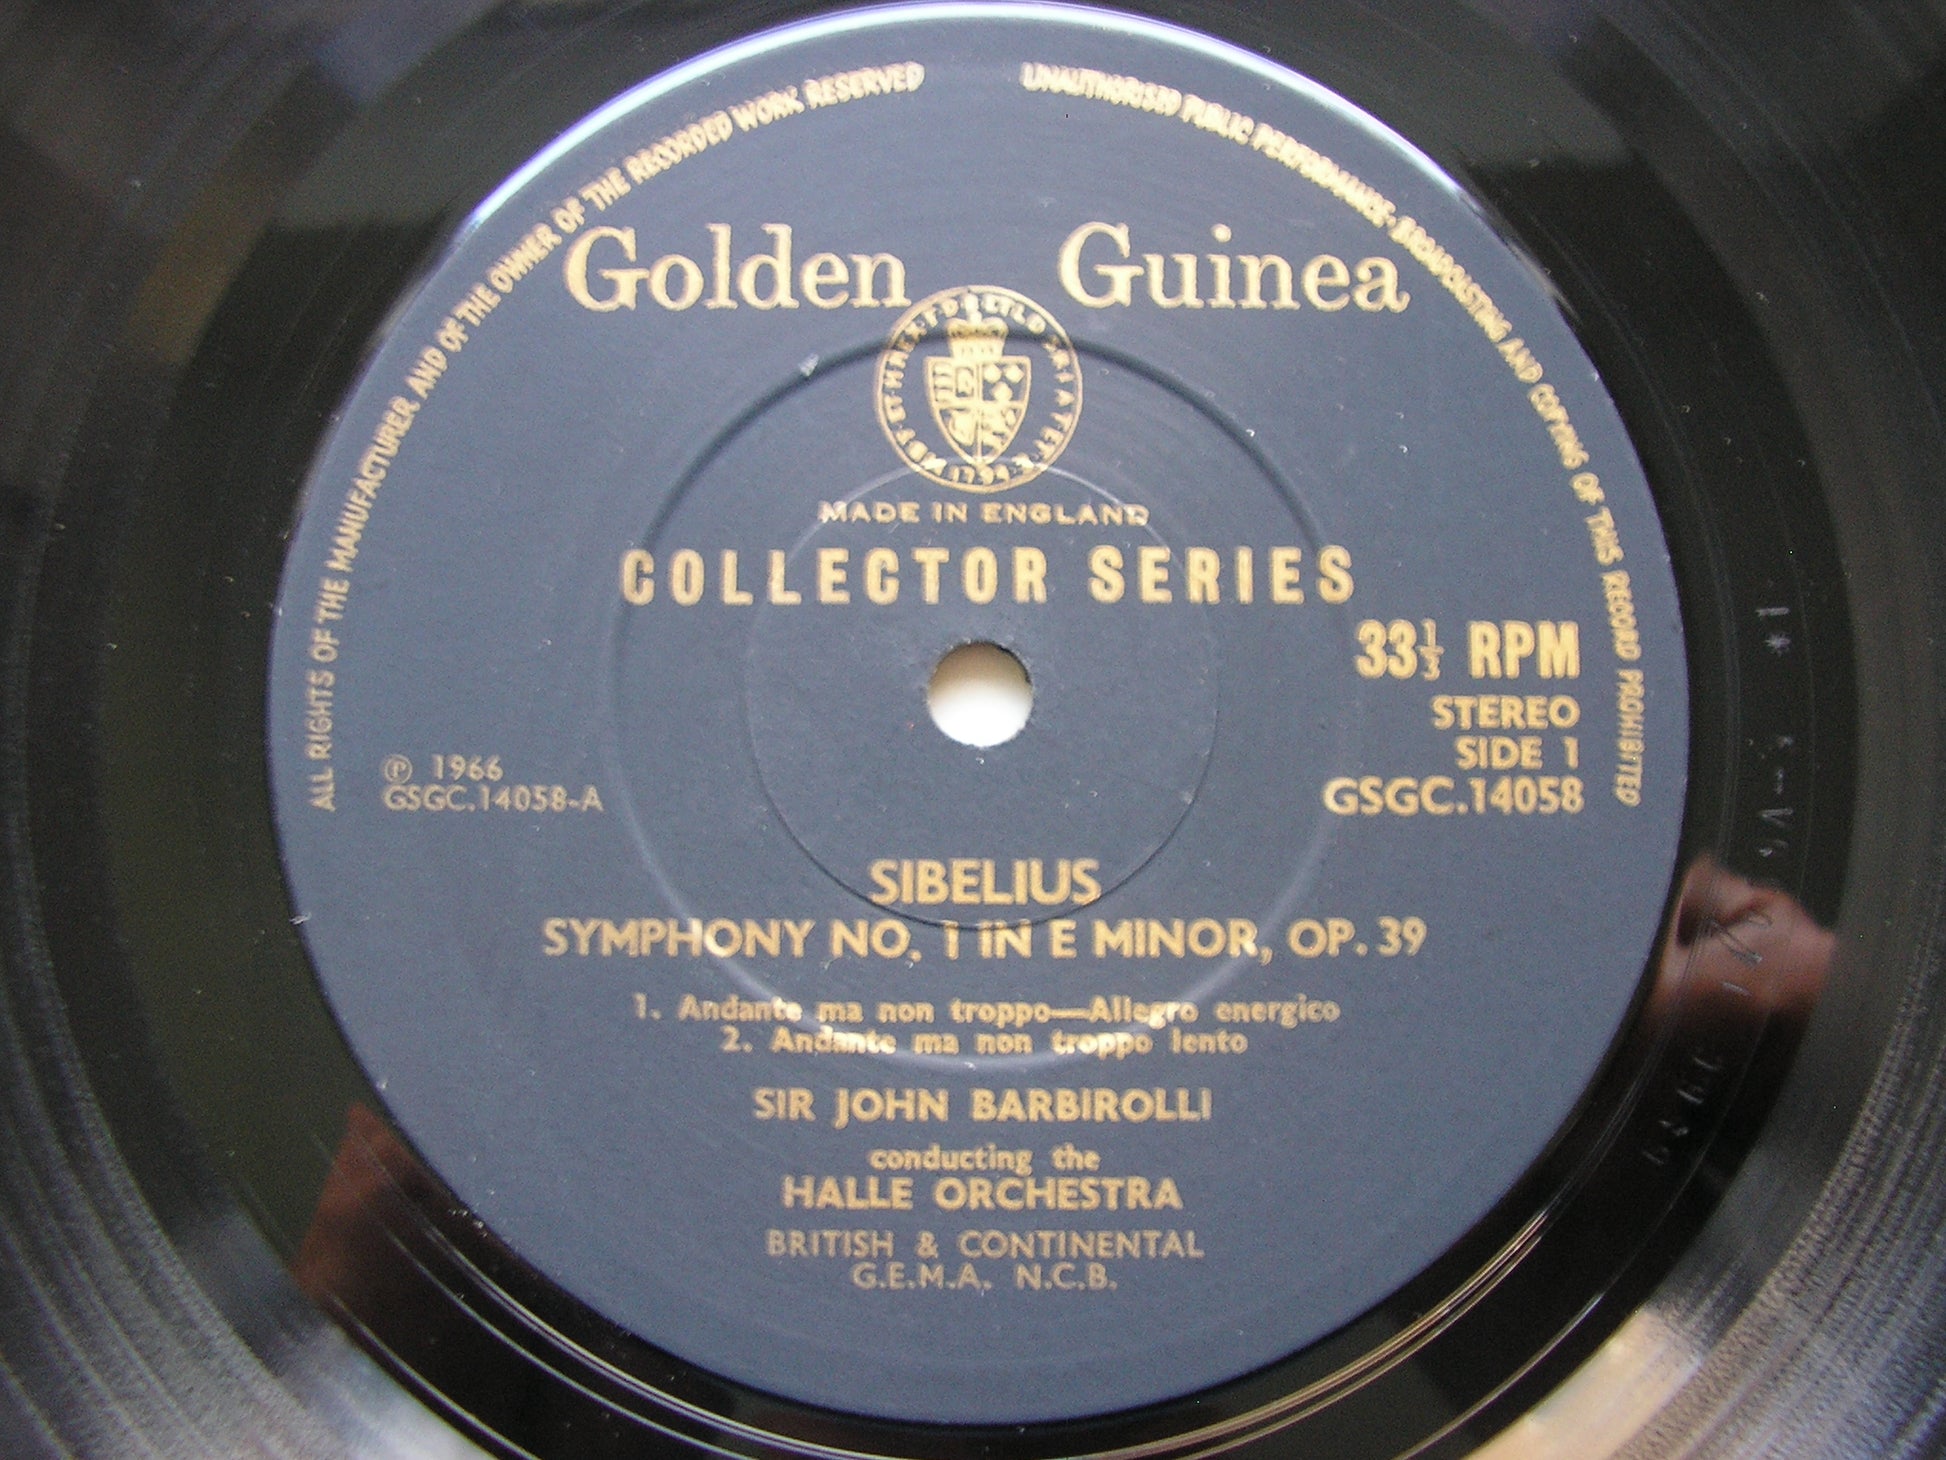 ALL RIGHTS OF THE MANUFACTURER AND OF THE OWNER OF THE RECORDED WORK RESERVED
UNAUTHORISED PUBLIC PERFORMANCE·BROADCASTING AND COPYING OF THIS RECORD PROHIBITED
Golden Guinea
1794
MADE IN ENGLAND
COLLECTOR SERIES
33⅓ RPM
STEREO
SIDE 1
GSGC.14058
℗ 1966
GSGC.14058-A
SIBELIUS
SYMPHONY NO. 1 IN E MINOR, OP. 39
1. Andante ma non troppo—Allegro energico
2. Andante ma non troppo lento
SIR JOHN BARBIROLLI
conducting the
HALLE ORCHESTRA
BRITISH & CONTINENTAL
G.E.M.A. N.C.B.